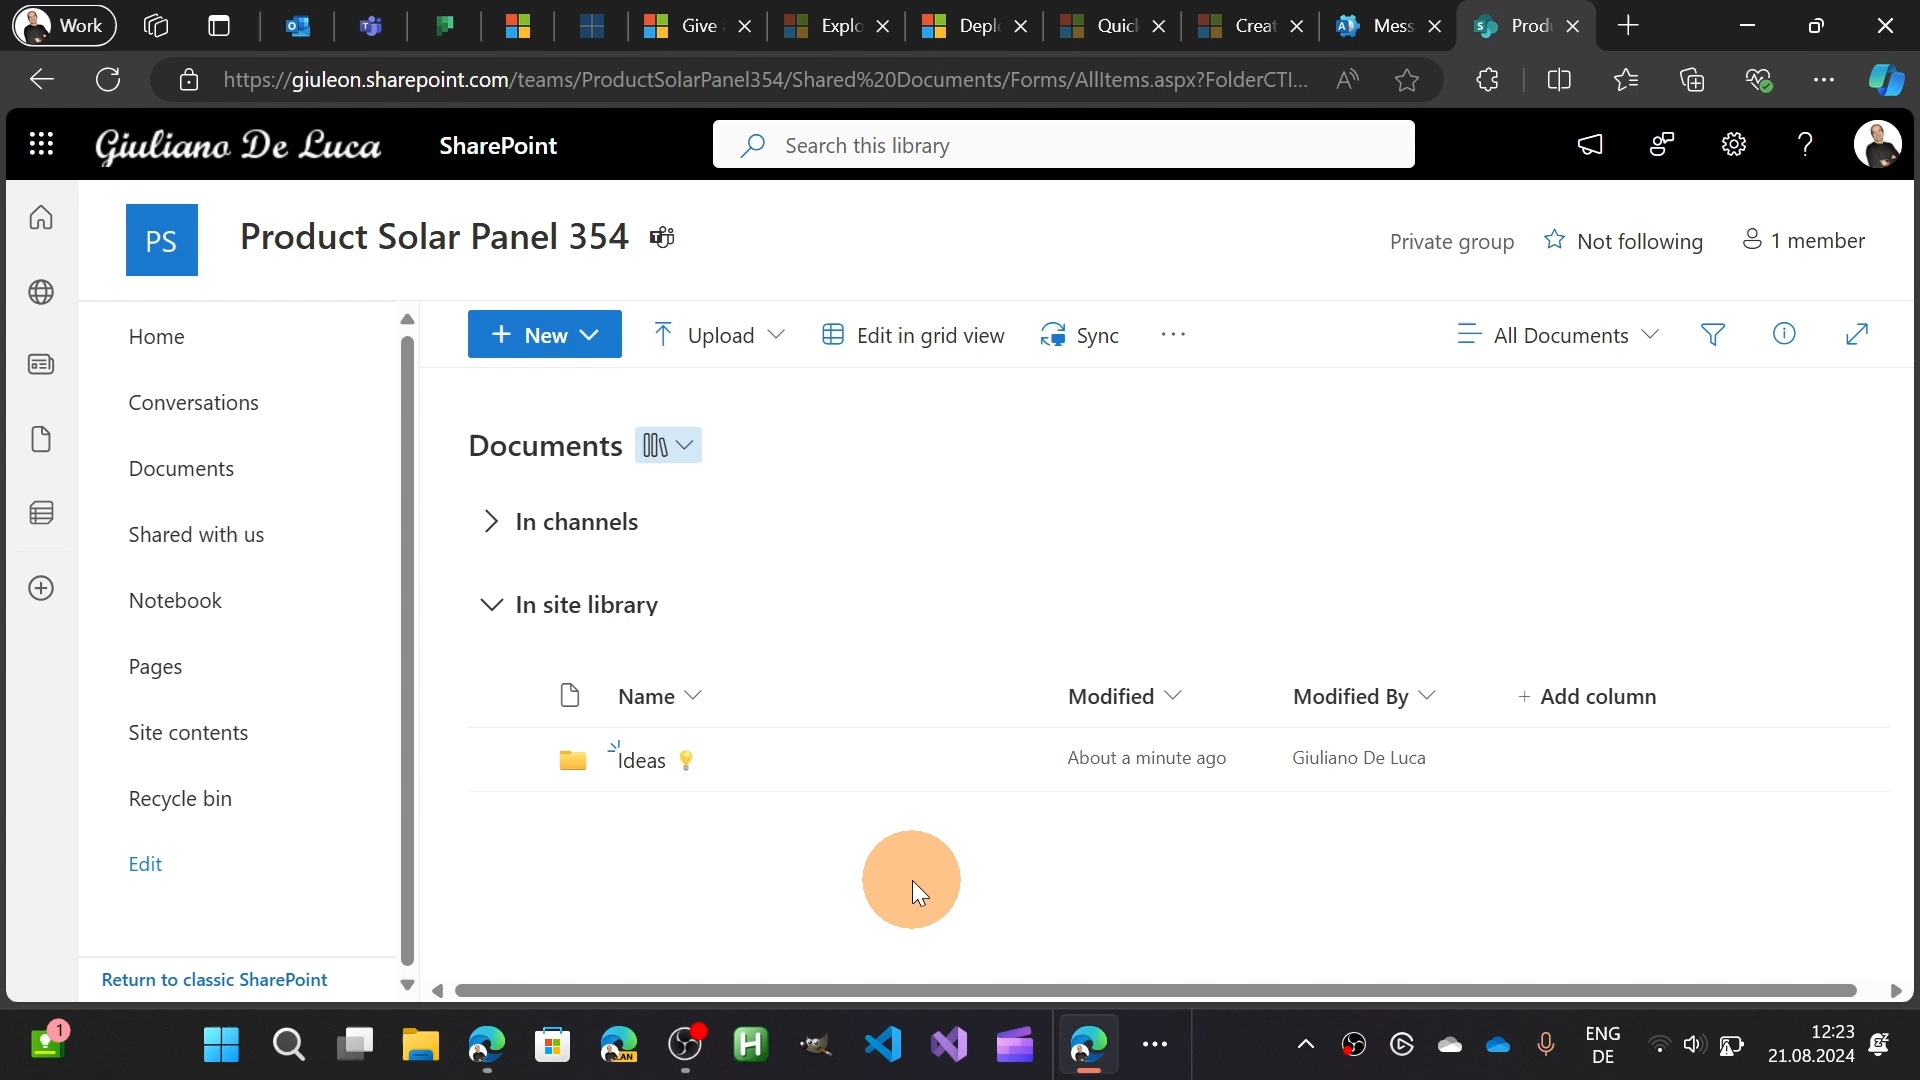 Work
Give
Explo
Depl
Quick
Creat
Mess
Prod
https://giuleon.sharepoint.com/teams/ProductSolarPanel354/Shared%20Documents/Forms/AllItems.aspx?FolderCTI...
Giuliano De Luca
SharePoint
Search this library
PS
Product Solar Panel 354
Private group
Not following
1 member
Home
Conversations
Documents
Shared with us
Notebook
Pages
Site contents
Recycle bin
Edit
Return to classic SharePoint
+ New
Upload
Edit in grid view
Sync
All Documents
Documents
In channels
In site library
Name
Modified
Modified By
+ Add column
Ideas 💡
About a minute ago
Giuliano De Luca
1
ENG
DE
12:23
21.08.2024